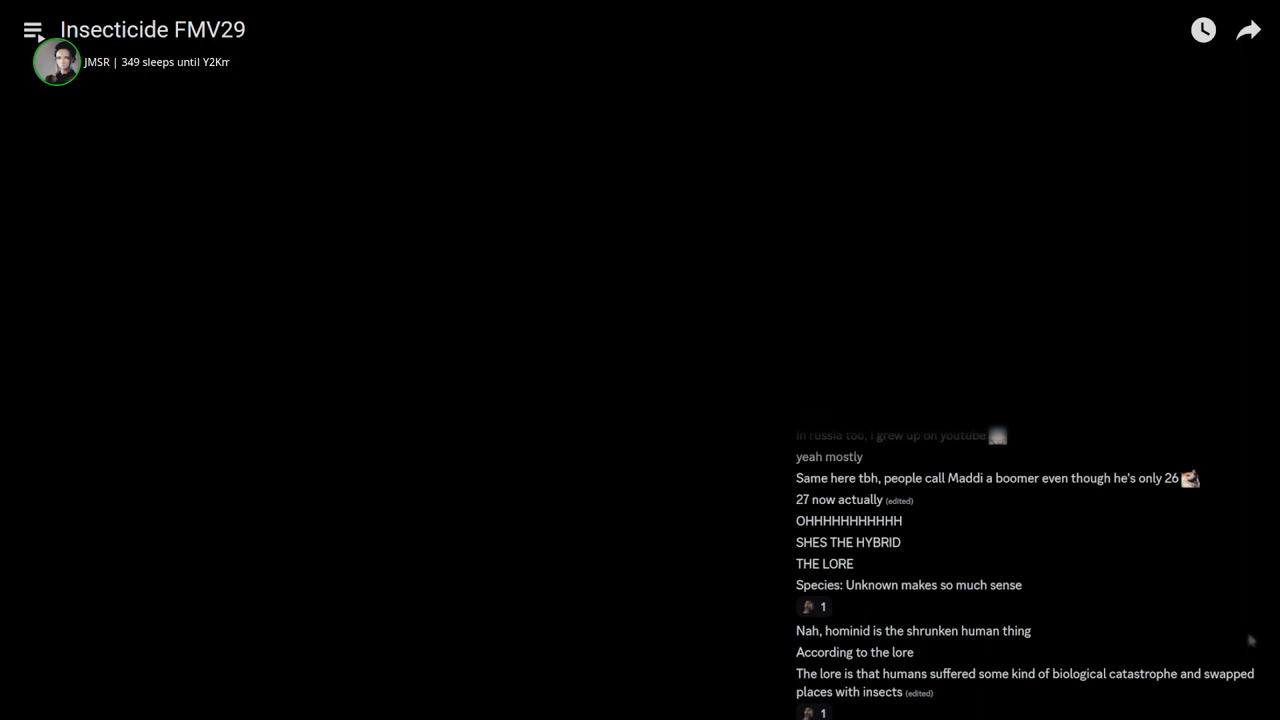 Insecticide FMV29
JMSR | 349 sleeps until Y2Krr
In russia too, i grew up on youtube
yeah mostly
Same here tbh, people call Maddi a boomer even though he's only 26
27 now actually (edited)
OHHHHHHHHHHH
SHES THE HYBRID
THE LORE
Species: Unknown makes so much sense
1
Nah, hominid is the shrunken human thing
According to the lore
The lore is that humans suffered some kind of biological catastrophe and swapped
places with insects (edited)
1